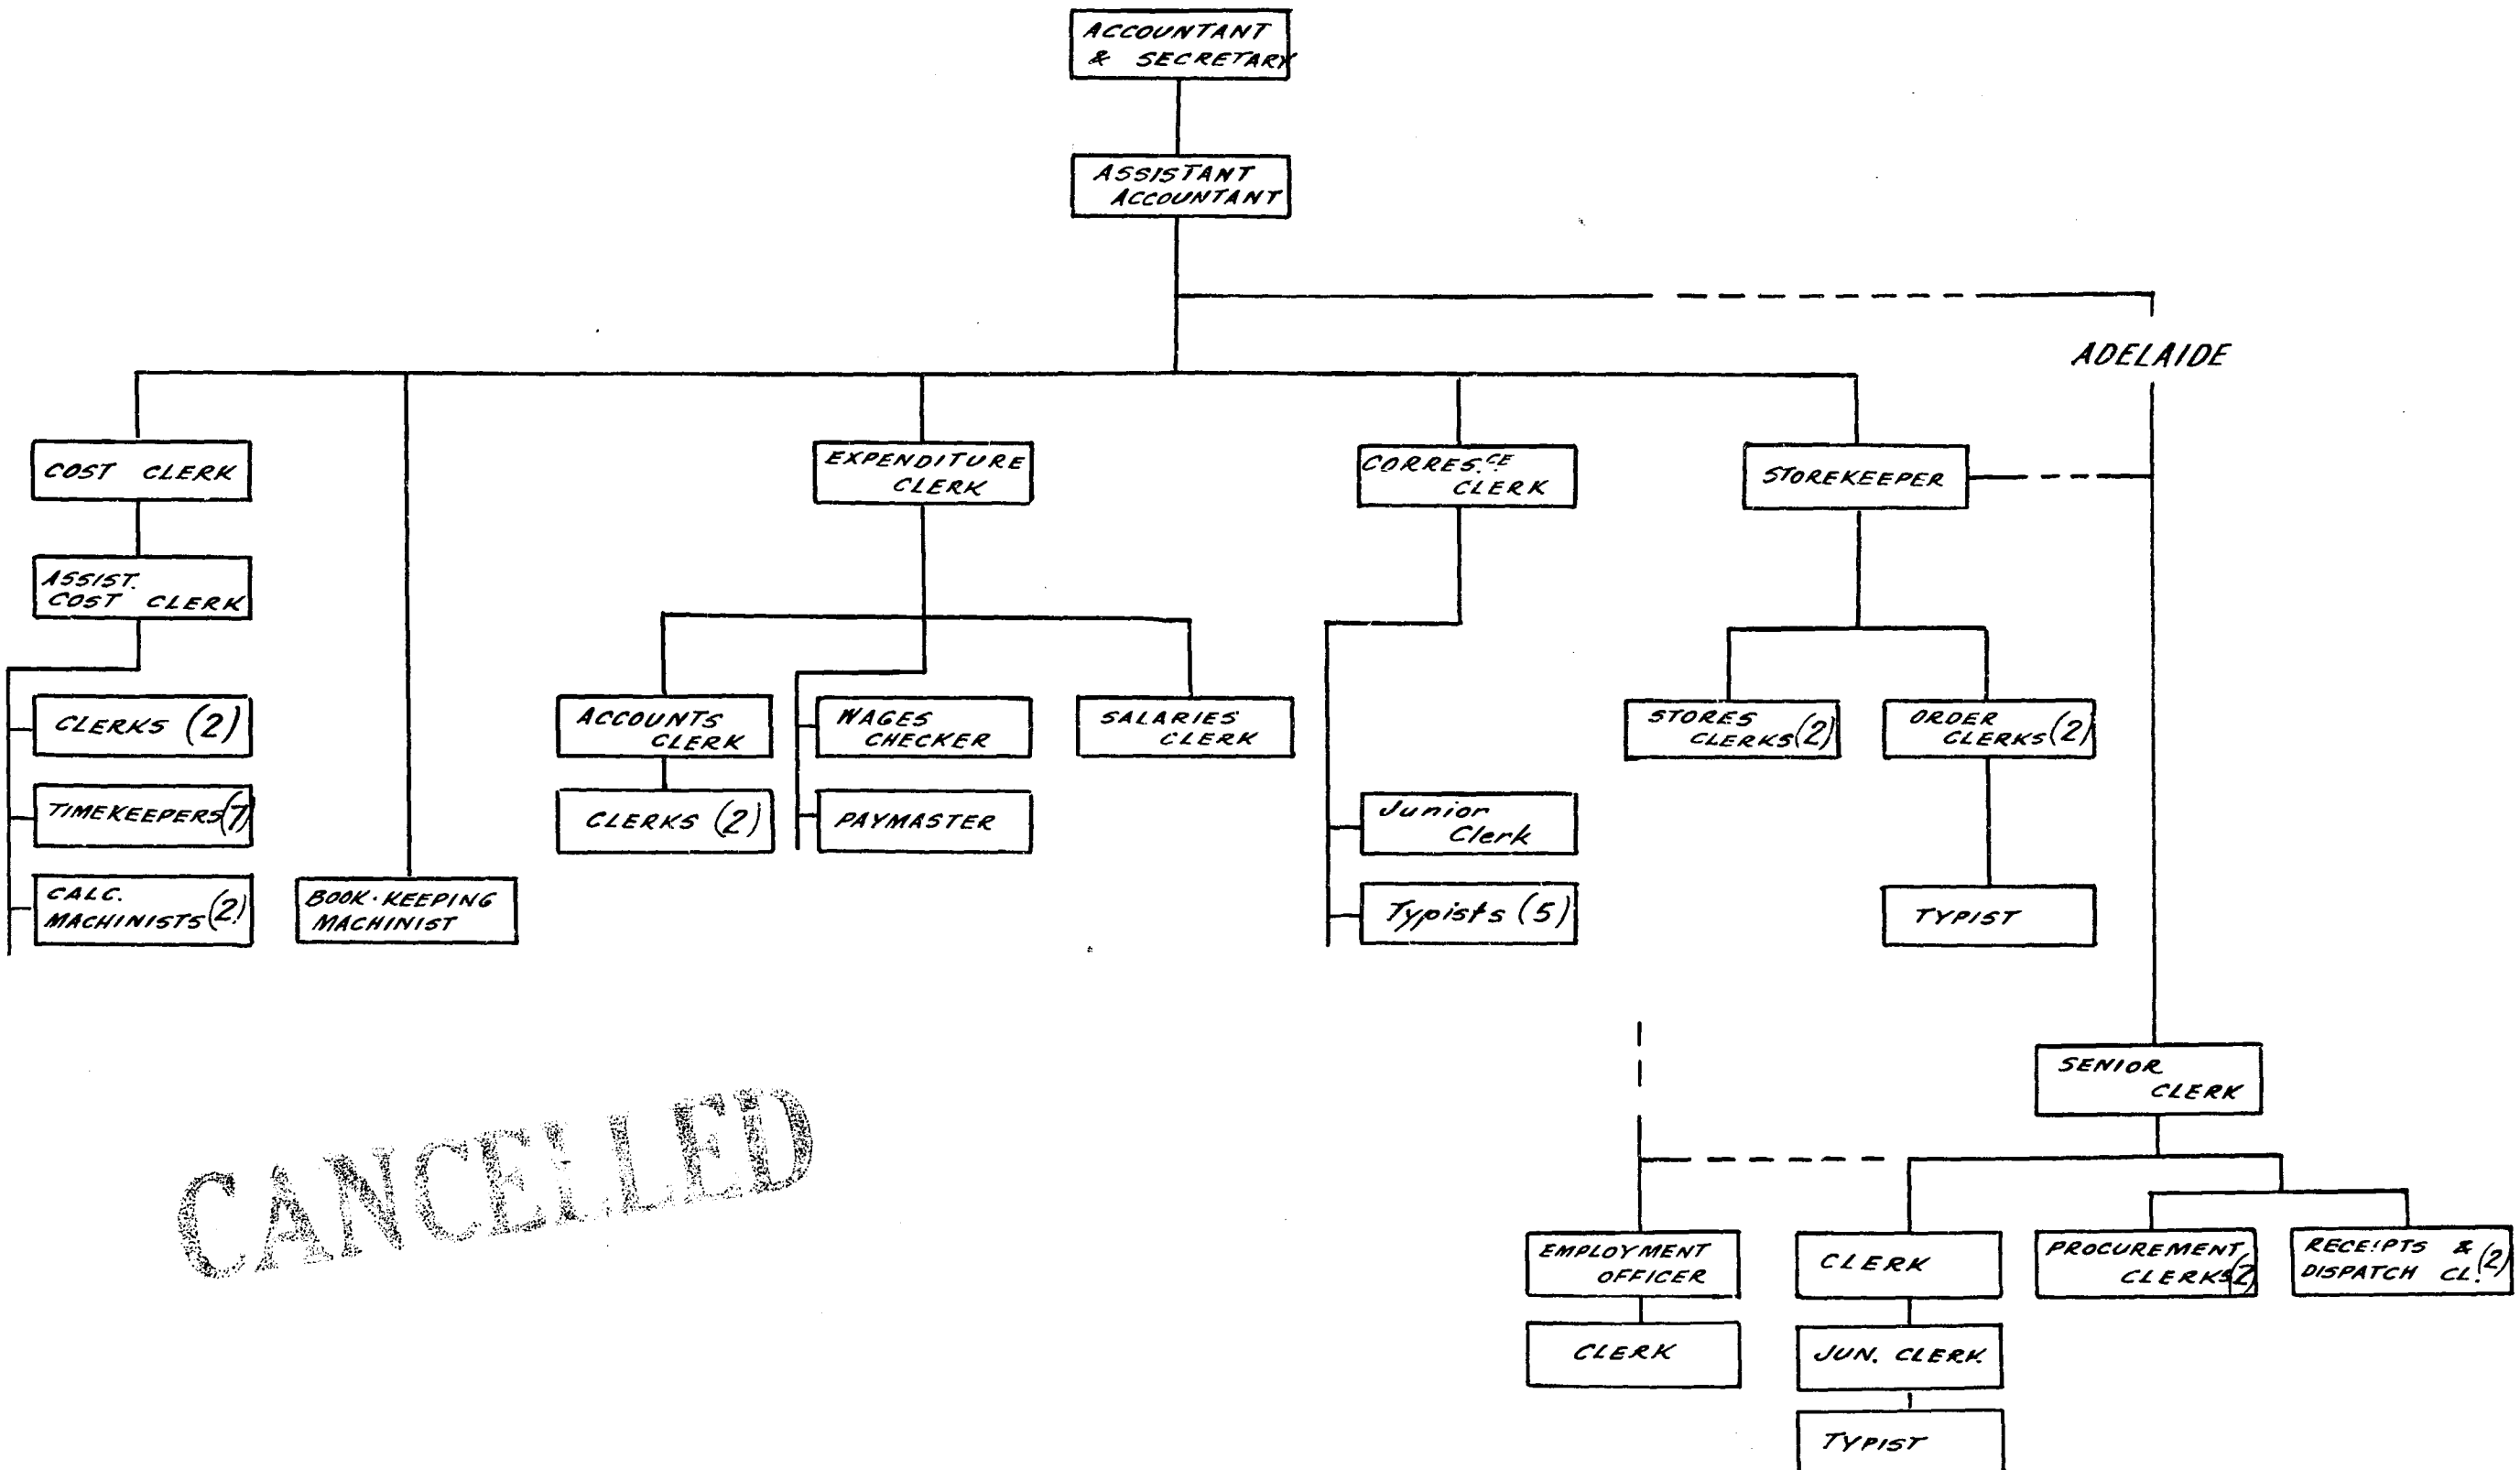 ACCOUNTANT
& SECRETARY
ASSISTANT
ACCOUNTANT
ADELAIDE
COST CLERK
EXPENDITURE
CLERK
CORRES.CE
CLERK
STOREKEEPER
ASSIST.
COST CLERK
CLERKS (2)
ACCOUNTS
CLERK
WAGES
CHECKER
SALARIES
CLERK
STORES
CLERKS (2)
ORDER
CLERKS (2)
TIMEKEEPERS (7)
CLERKS (2)
PAYMASTER
Junior
Clerk
CALC.
MACHINISTS (2)
BOOK-KEEPING
MACHINIST
Typists (5)
TYPIST
SENIOR
CLERK
CANCELLED
EMPLOYMENT
OFFICER
CLERK
PROCUREMENT
CLERKS (2)
RECEIPTS &
DISPATCH CL. (2)
CLERK
JUN. CLERK.
TYPIST